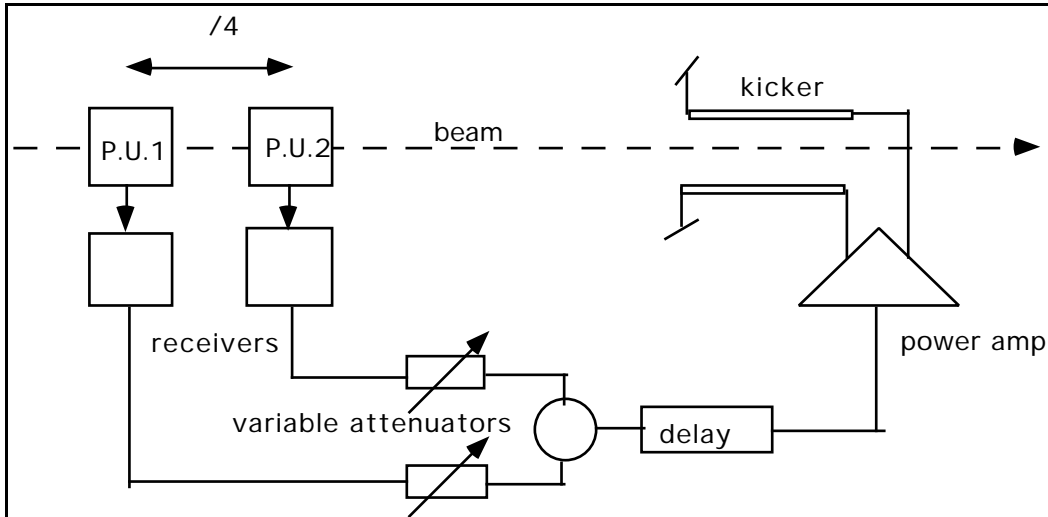 /4
kicker
P.U.1
P.U.2
beam
receivers
power amp
variable attenuators
delay